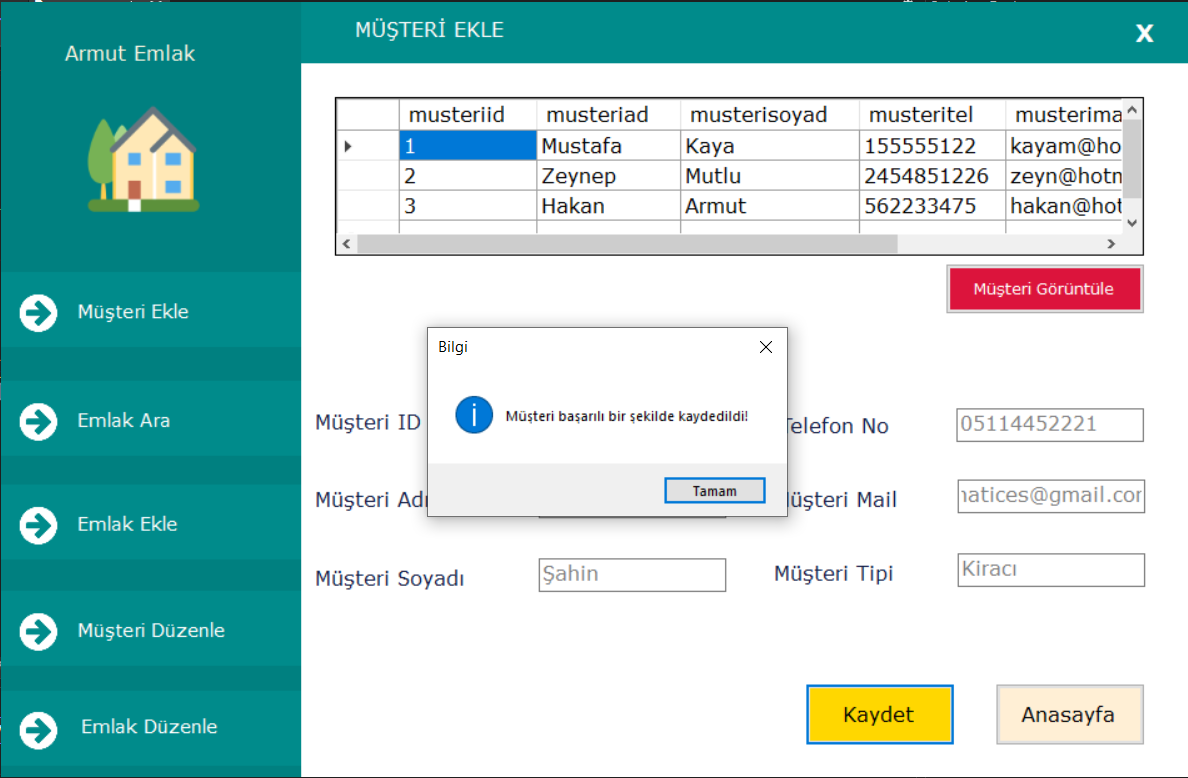 MÜŞTERİ EKLE
X
Armut Emlak
musteriid musteriad musterisoyad musteritel musterima
1 Mustafa Kaya 155555122 kayam@ho
2 Zeynep Mutlu 2454851226 zeyn@hotn
3 Hakan Armut 562233475 hakan@hot
Müşteri Görüntüle
Müşteri Ekle
Emlak Ara
Emlak Ekle
Müşteri Düzenle
Emlak Düzenle
Bilgi
Müşteri başarılı bir şekilde kaydedildi!
Tamam
Müşteri ID
Telefon No 05114452221
Müşteri Adı
Müşteri Mail hatices@gmail.com
Müşteri Soyadı Şahin
Müşteri Tipi Kiracı
Kaydet
Anasayfa